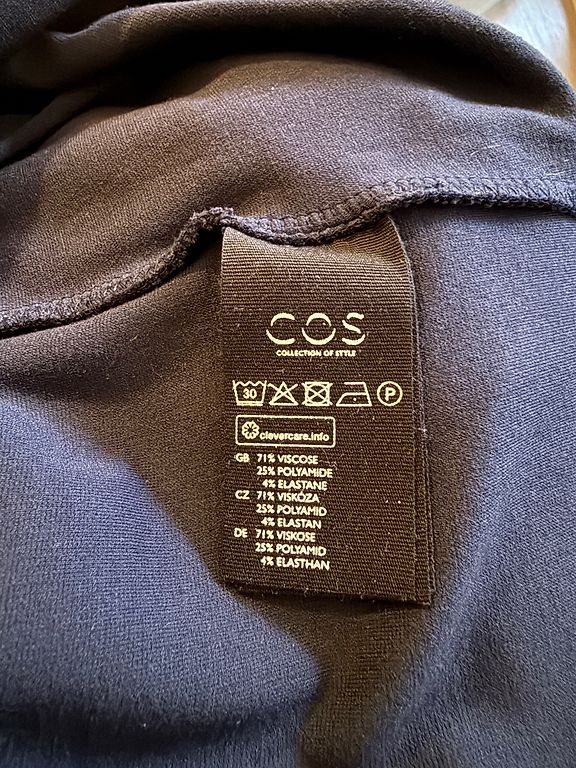 COS
COLLECTION OF STYLE
30 P
clevercare.info
GB 71% VISCOSE
25% POLYAMIDE
4% ELASTANE
CZ 71% VISKÓZA
25% POLYAMID
4% ELASTAN
DE 71% VISKOSE
25% POLYAMID
4% ELASTHAN